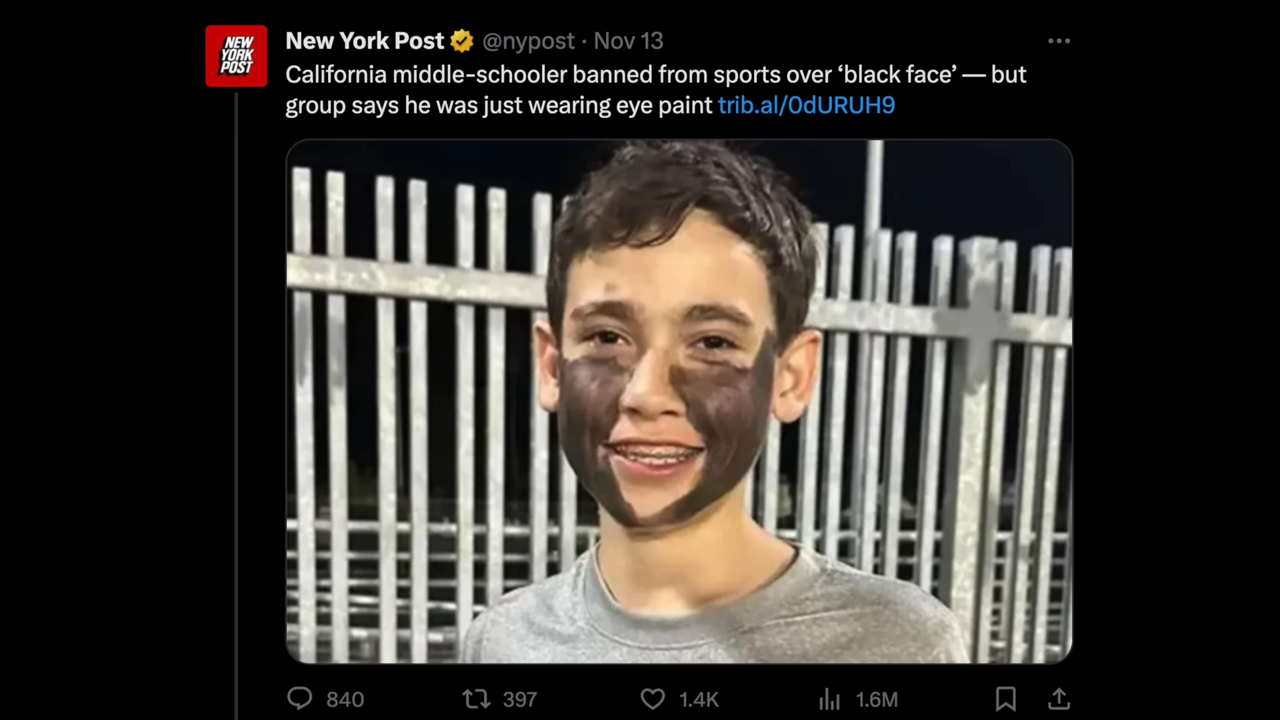 NEW
YORK
POST
New York Post @nypost · Nov 13
California middle-schooler banned from sports over ‘black face’ — but
group says he was just wearing eye paint trib.al/0dURUH9
840 397 1.4K 1.6M